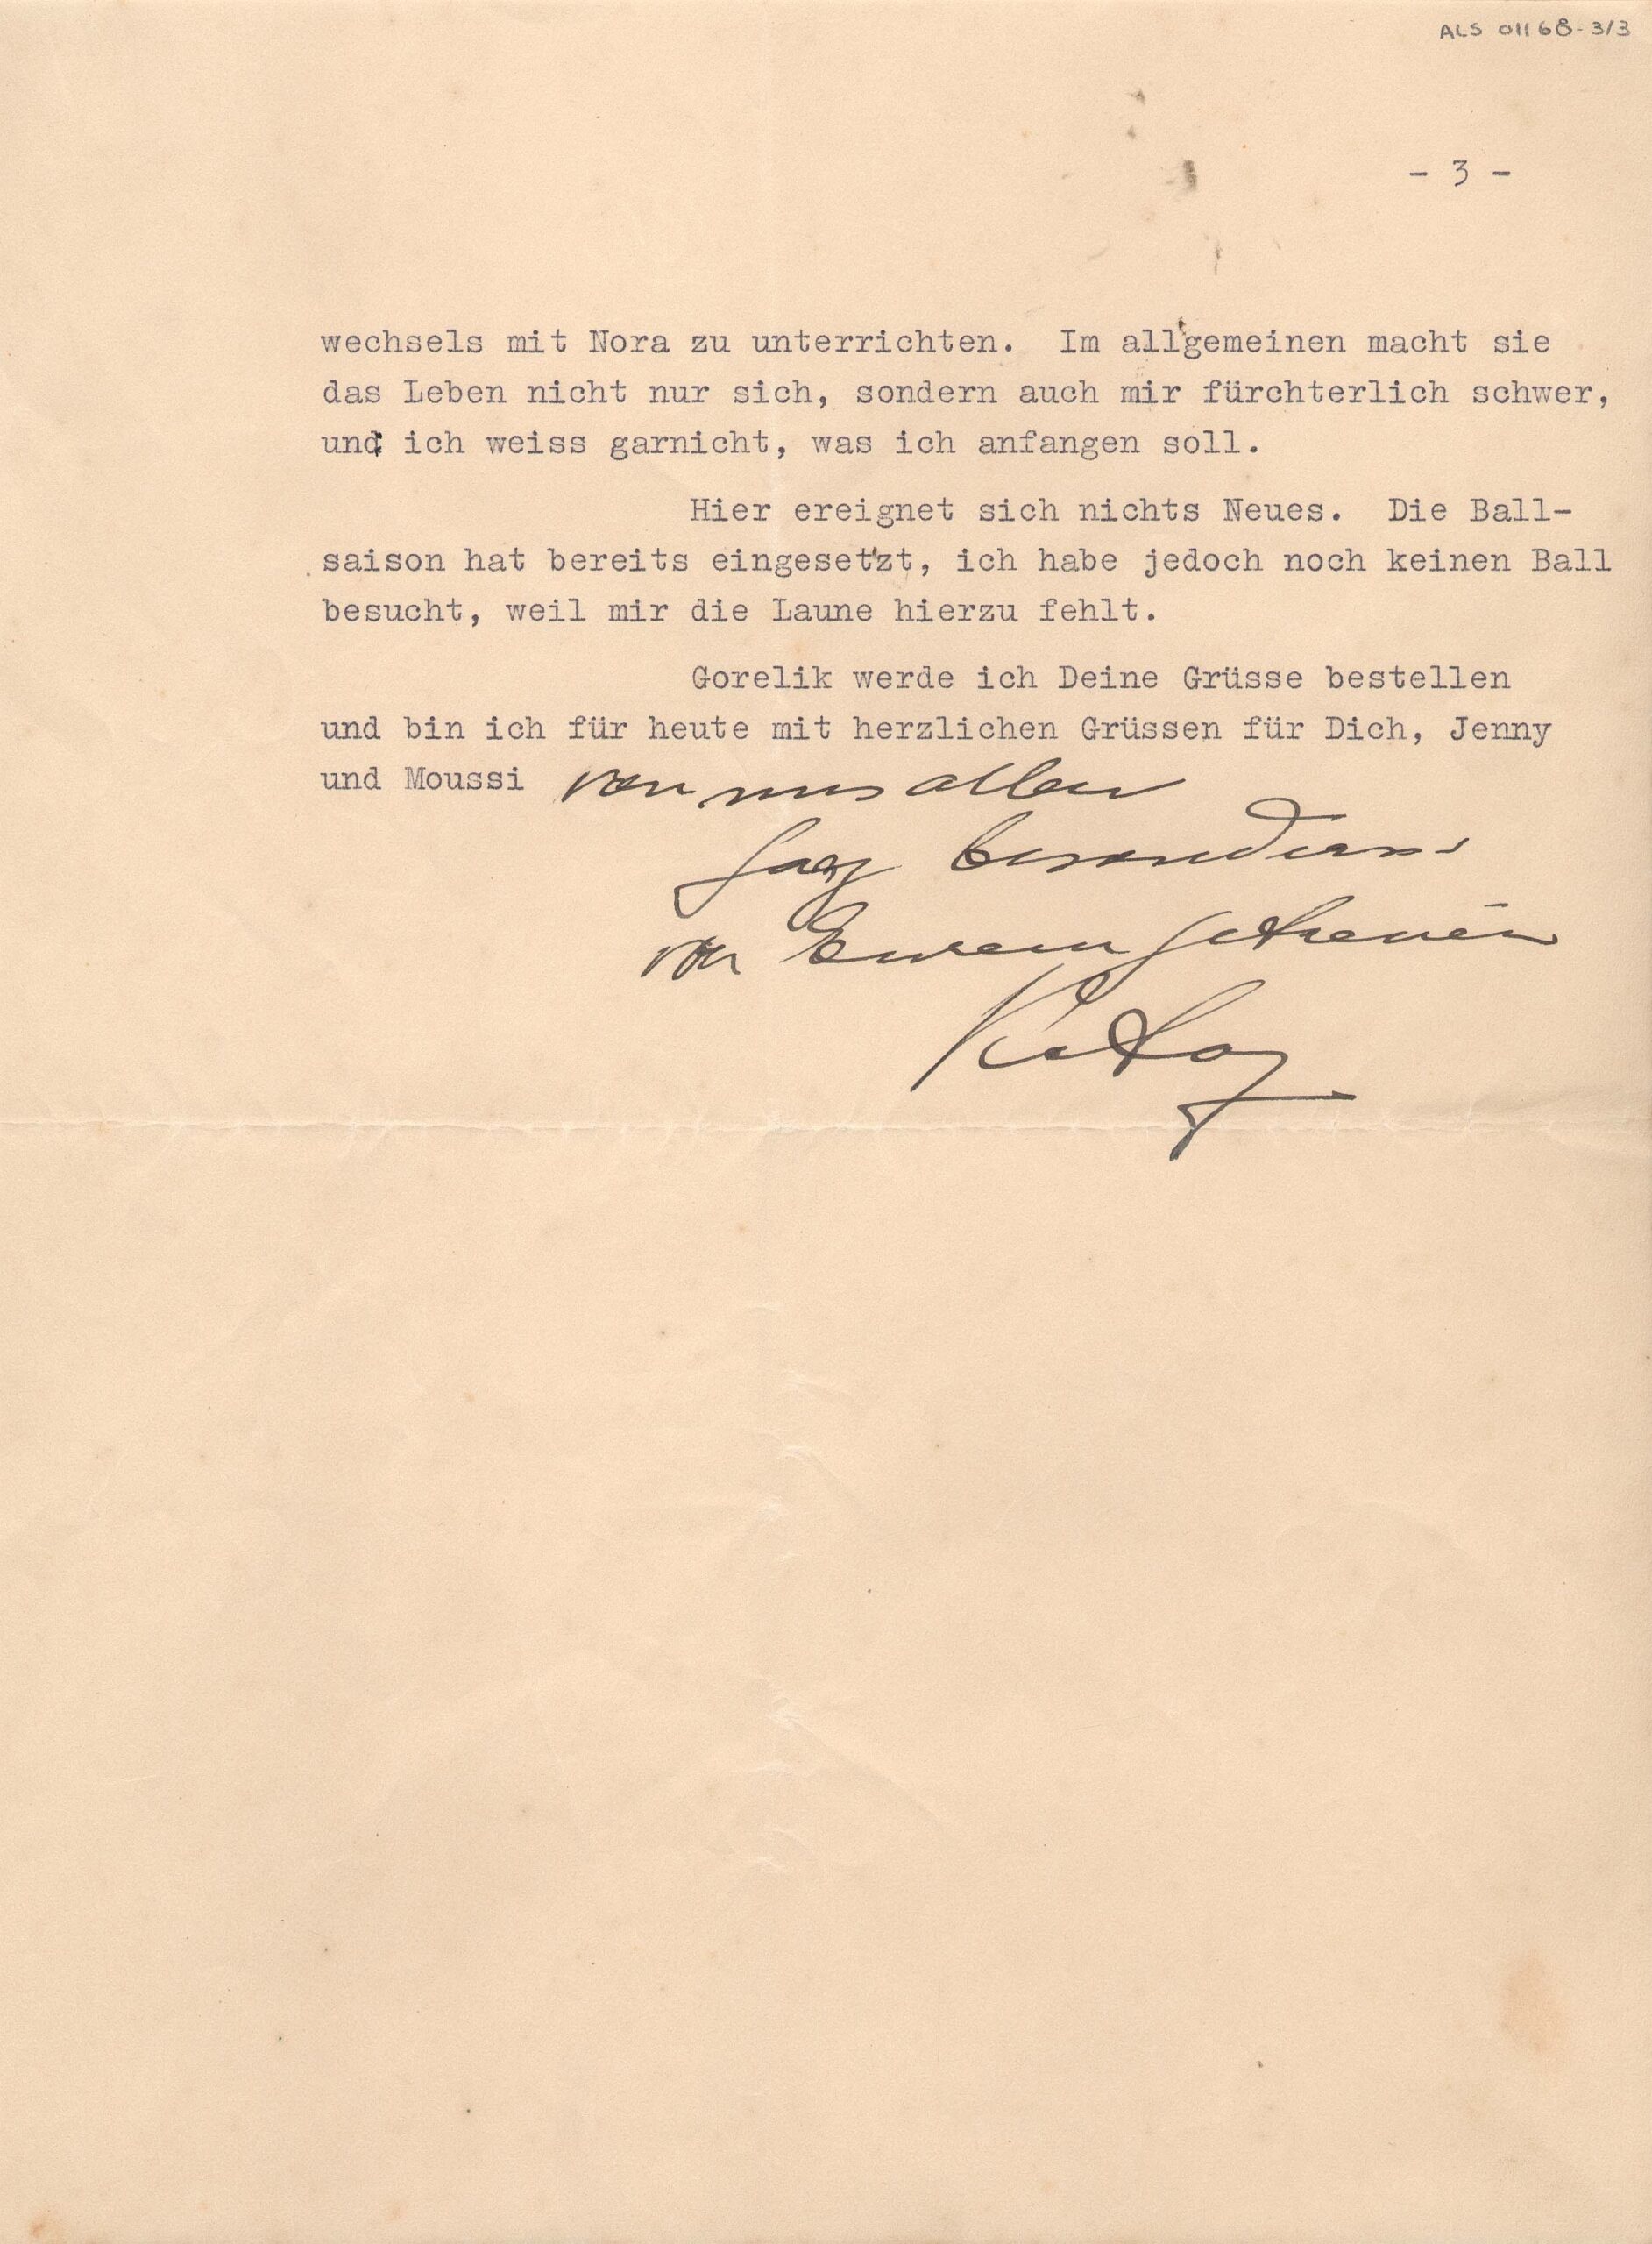 ALS 01168-3/3
- 3 -
wechsels mit Nora zu unterrichten. Im allgemeinen macht sie
das Leben nicht nur sich, sondern auch mir fürchterlich schwer,
und ich weiss garnicht, was ich anfangen soll.
Hier ereignet sich nichts Neues. Die Ball-
saison hat bereits eingesetzt, ich habe jedoch noch keinen Ball
besucht, weil mir die Laune hierzu fehlt.
Gorelik werde ich Deine Grüsse bestellen
und bin ich für heute mit herzlichen Grüssen für Dich, Jenny
und Moussi von uns allen
ganz besonders
von Eurem getreuen